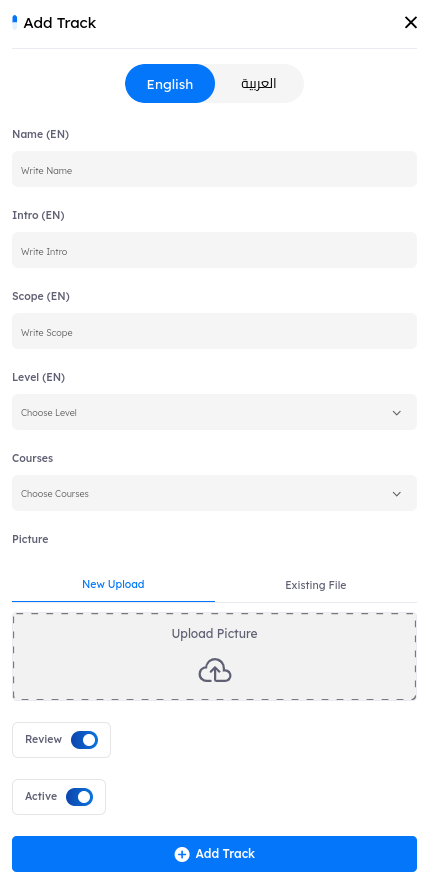 Add Track
English العربية
Name (EN)
Write Name
Intro (EN)
Write Intro
Scope (EN)
Write Scope
Level (EN)
Choose Level
Courses
Choose Courses
Picture
New Upload Existing File
Upload Picture
Review
Active
Add Track